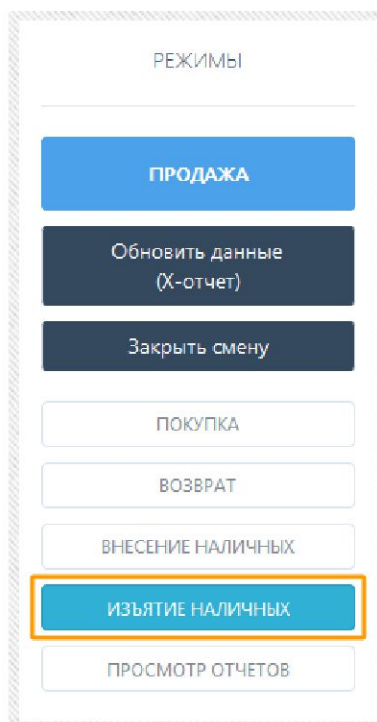 РЕЖИМЫ
ПРОДАЖА
Обновить данные
(X-отчет)
Закрыть смену
ПОКУПКА
ВОЗВРАТ
ВНЕСЕНИЕ НАЛИЧНЫХ
ИЗЪЯТИЕ НАЛИЧНЫХ
ПРОСМОТР ОТЧЕТОВ